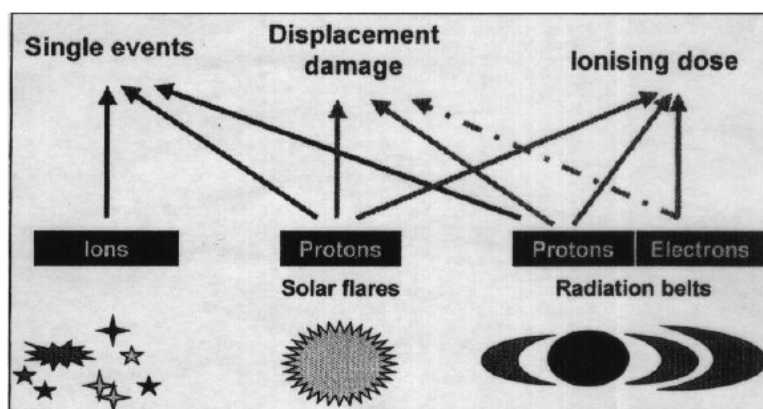 Single events
Displacement
damage
Ionising dose
Ions
Protons
Protons
Electrons
Solar flares
Radiation belts